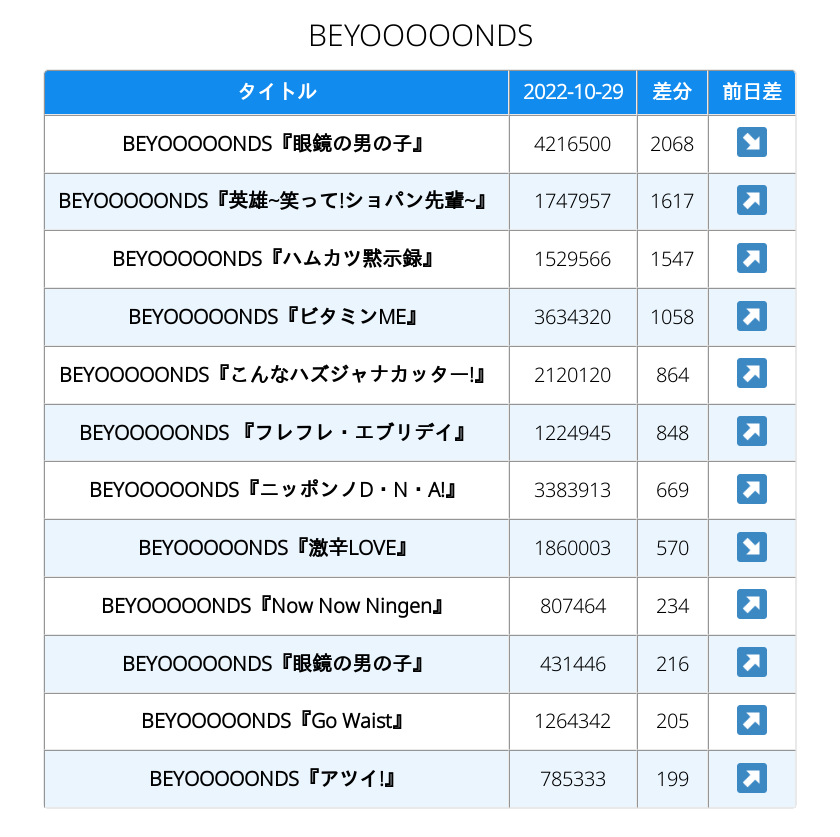 BEYOOOOONDS
タイトル 2022-10-29 差分 前日差
BEYOOOOONDS『眼鏡の男の子』 4216500 2068 ↘
BEYOOOOONDS『英雄~笑って!ショパン先輩~』 1747957 1617 ↗
BEYOOOOONDS『ハムカツ黙示録』 1529566 1547 ↗
BEYOOOOONDS『ビタミンME』 3634320 1058 ↗
BEYOOOOONDS『こんなハズジャナカッター!』 2120120 864 ↗
BEYOOOOONDS 『フレフレ・エブリデイ』 1224945 848 ↗
BEYOOOOONDS『ニッポンノD・N・A!』 3383913 669 ↗
BEYOOOOONDS『激辛LOVE』 1860003 570 ↘
BEYOOOOONDS『Now Now Ningen』 807464 234 ↗
BEYOOOOONDS『眼鏡の男の子』 431446 216 ↗
BEYOOOOONDS『Go Waist』 1264342 205 ↗
BEYOOOOONDS『アツイ!』 785333 199 ↗